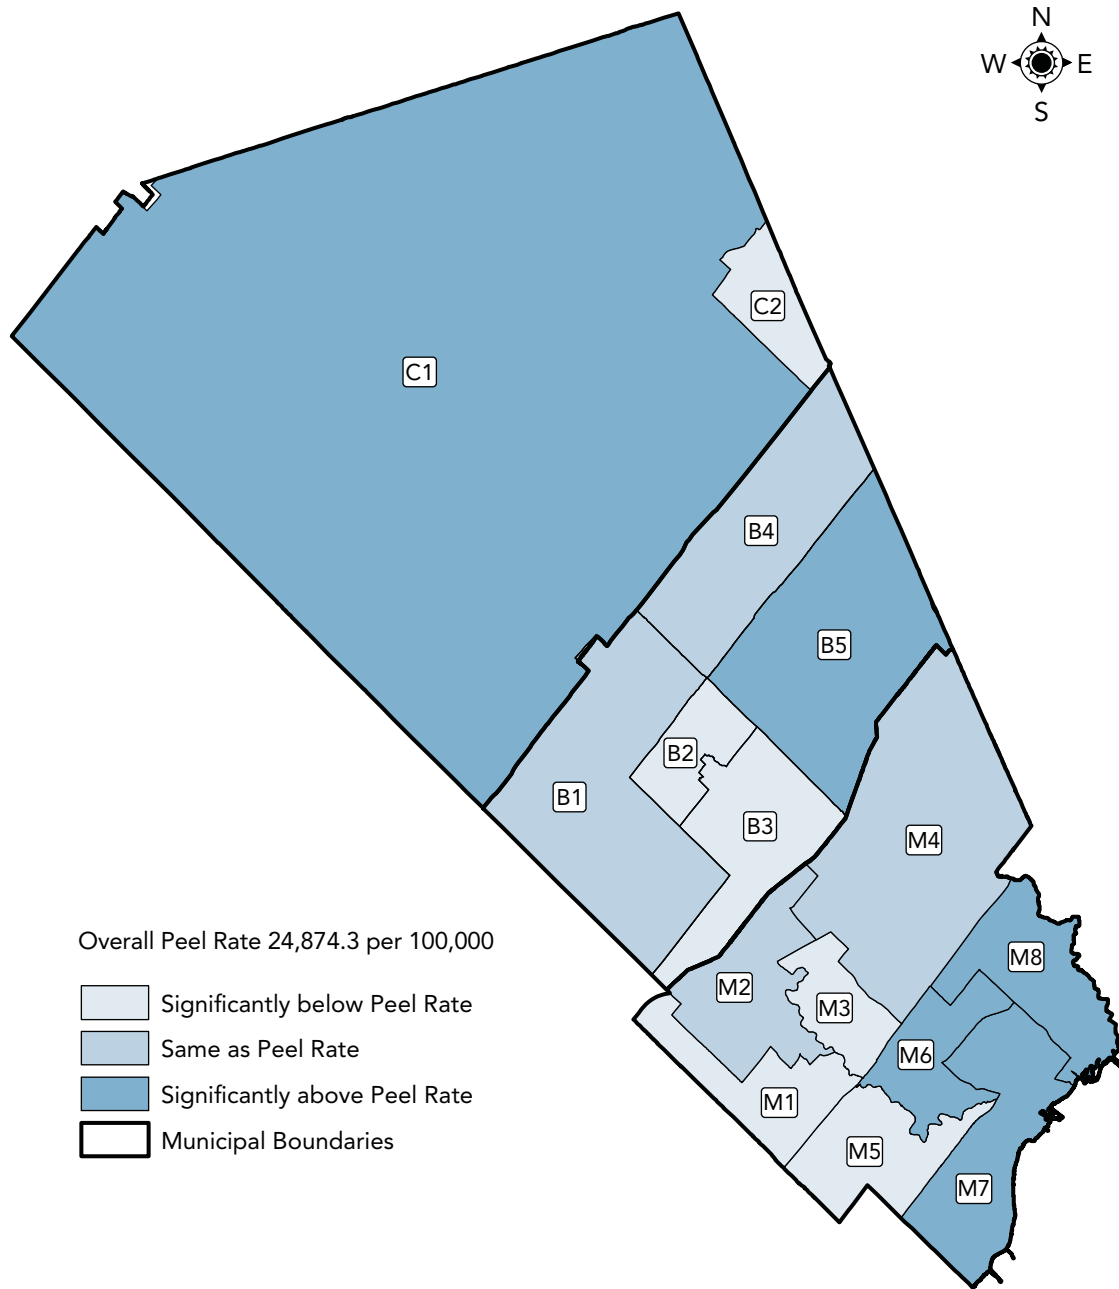 N
W E
S
C2
C1
B4
B5
B2
B1
B3
M4
Overall Peel Rate 24,874.3 per 100,000
M8
M2
Significantly below Peel Rate
M3
Same as Peel Rate
M6
Significantly above Peel Rate
M1
Municipal Boundaries
M5
M7